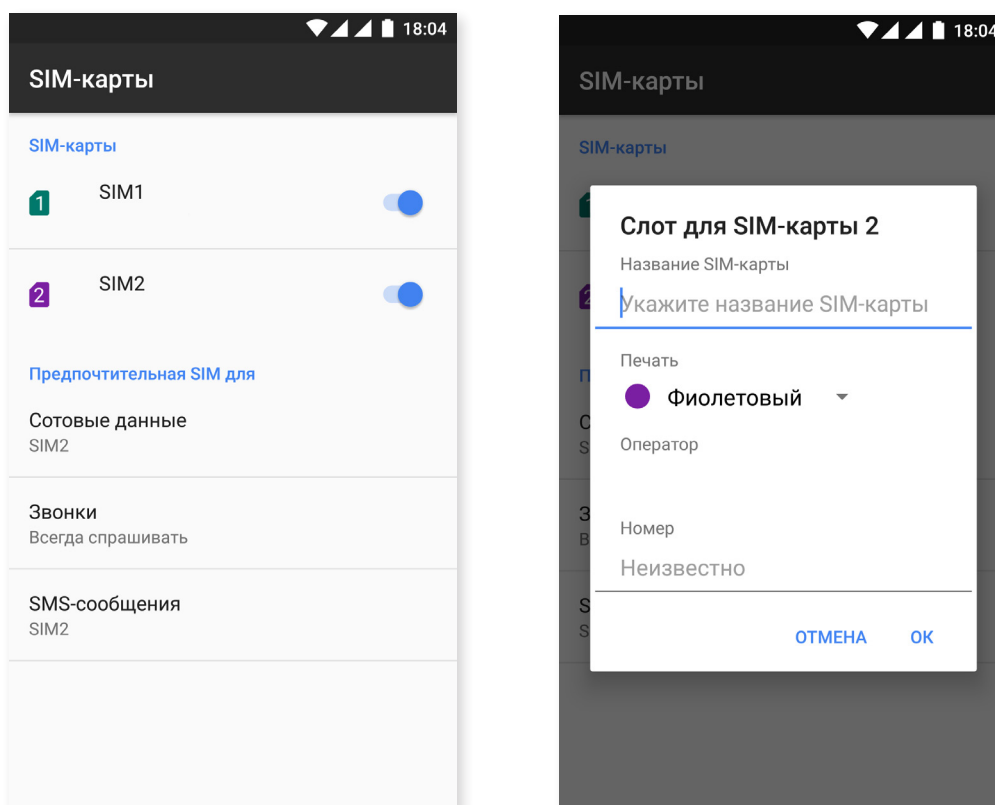 18:04
SIM-карты
SIM-карты
1
SIM1
2
SIM2
Предпочтительная SIM для
Сотовые данные
SIM2
Звонки
Всегда спрашивать
SMS-сообщения
SIM2
18:04
SIM-карты
SIM-карты
Слот для SIM-карты 2
Название SIM-карты
Укажите название SIM-карты
Печать
Фиолетовый
Оператор
Номер
Неизвестно
ОТМЕНА ОК